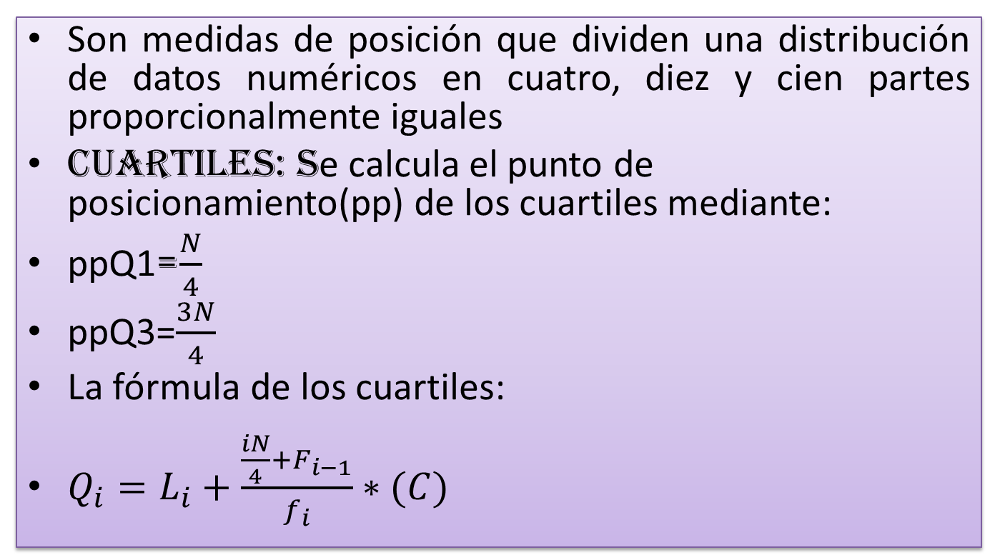 • Son medidas de posición que dividen una distribución
de datos numéricos en cuatro, diez y cien partes
proporcionalmente iguales
• CUARTILES: Se calcula el punto de
posicionamiento(pp) de los cuartiles mediante:
• ppQ1=\frac{N}{4}
• ppQ3=\frac{3N}{4}
• La fórmula de los cuartiles:
• Q_i = L_i + \frac{\frac{iN}{4}+F_{i-1}}{f_i} * (C)